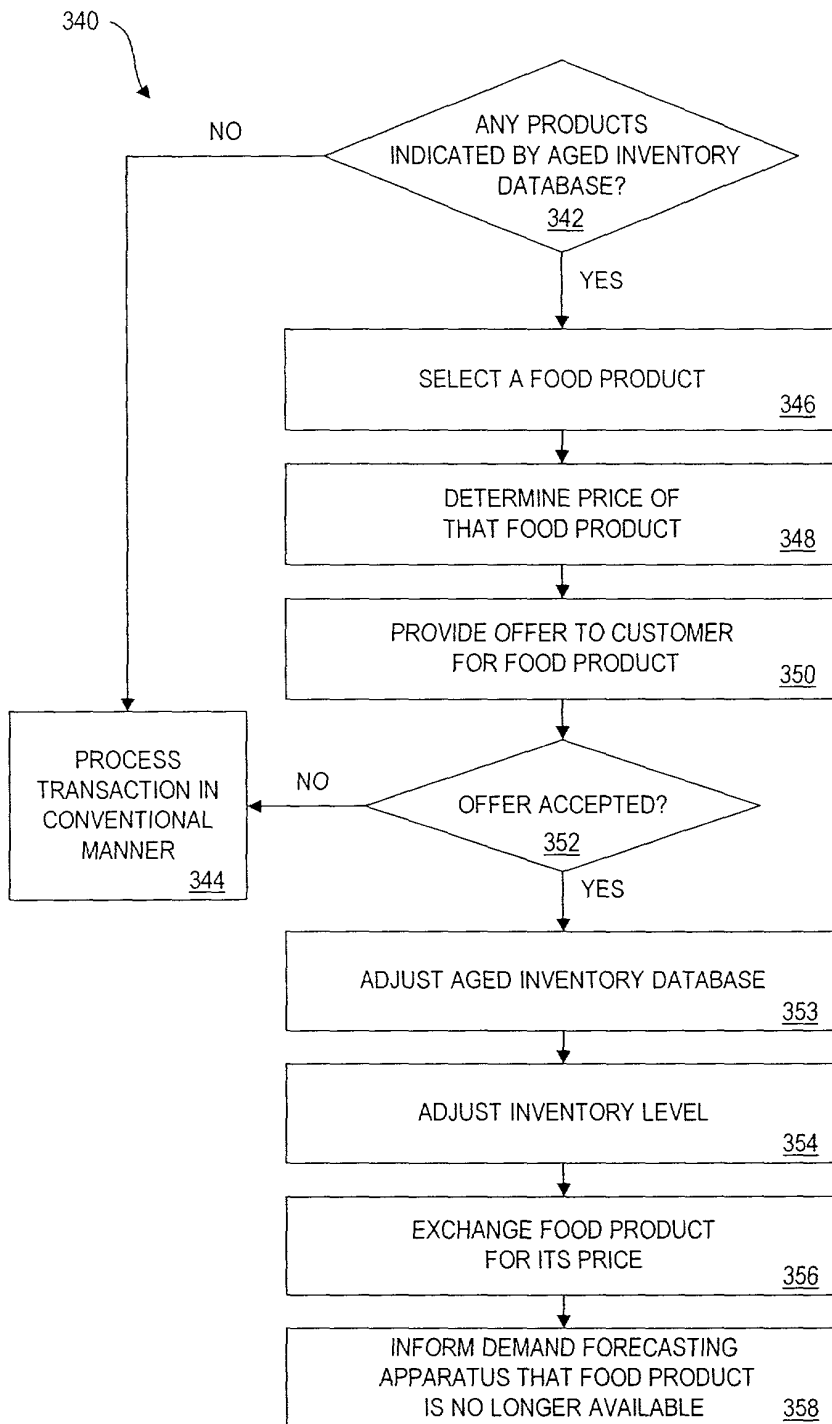 340
NO
ANY PRODUCTS
INDICATED BY AGED INVENTORY
DATABASE?
342
YES
SELECT A FOOD PRODUCT
346
DETERMINE PRICE OF
THAT FOOD PRODUCT
348
PROVIDE OFFER TO CUSTOMER
FOR FOOD PRODUCT
350
PROCESS
TRANSACTION IN
CONVENTIONAL
MANNER
344
NO
OFFER ACCEPTED?
352
YES
ADJUST AGED INVENTORY DATABASE
353
ADJUST INVENTORY LEVEL
354
EXCHANGE FOOD PRODUCT
FOR ITS PRICE
356
INFORM DEMAND FORECASTING
APPARATUS THAT FOOD PRODUCT
IS NO LONGER AVAILABLE
358